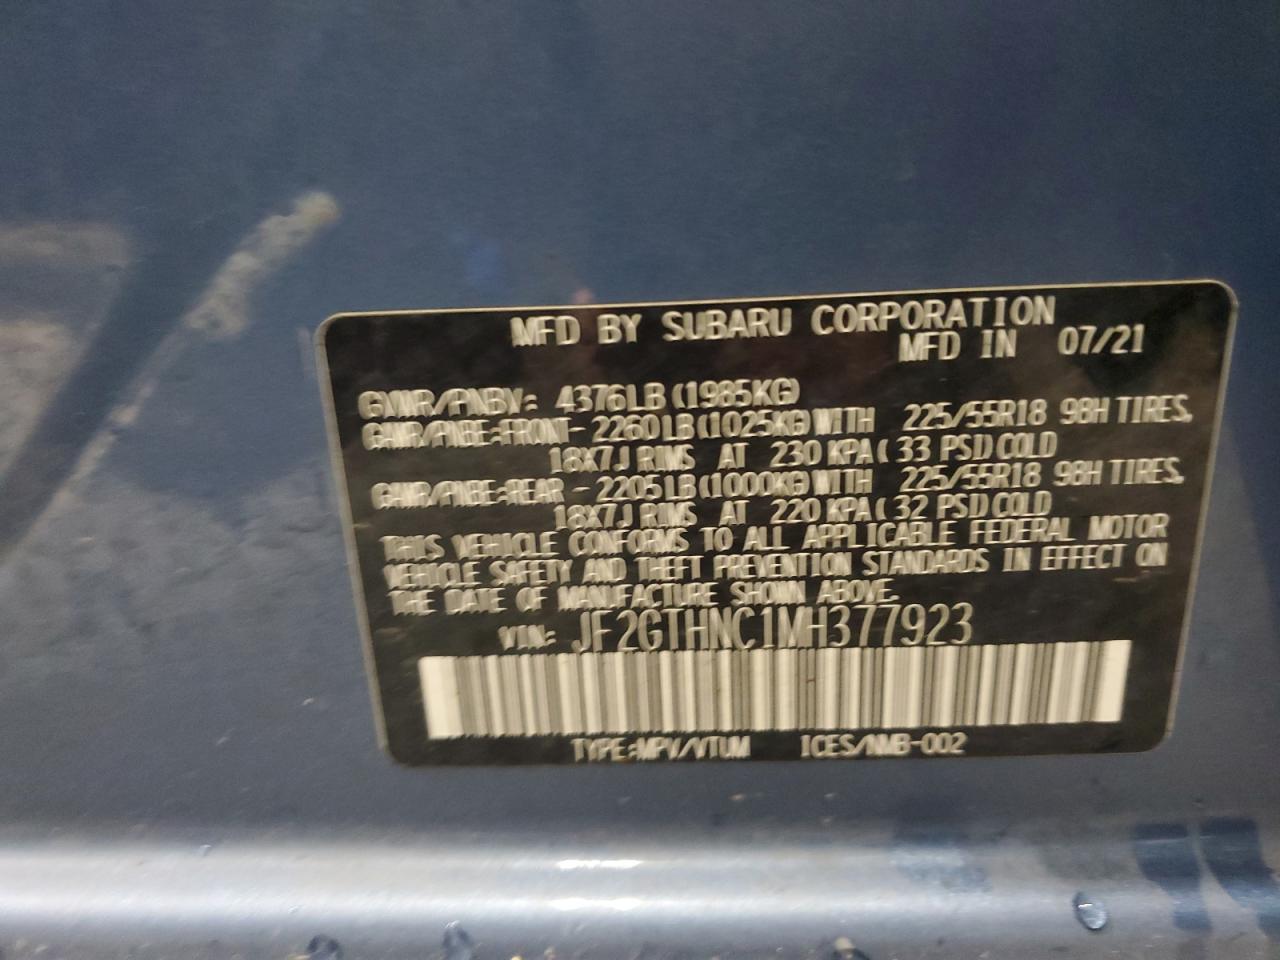 MFD BY SUBARU CORPORATION
MFD IN 07/21
GVWR/PNBV: 4376LB (1985KG)
GAWR/PNBE:FRONT- 2260LB(1025KG)WITH 225/55R18 98H TIRES,
18X7J RIMS AT 230 KPA( 33 PSI)COLD
GAWR/PNBE:REAR - 2205LB(1000KG)WITH 225/55R18 98H TIRES,
18X7J RIMS AT 220 KPA( 32 PSI)COLD
THIS VEHICLE CONFORMS TO ALL APPLICABLE FEDERAL MOTOR
VEHICLE SAFETY AND THEFT PREVENTION STANDARDS IN EFFECT ON
THE DATE OF MANUFACTURE SHOWN ABOVE.
VIN: JF2GTHNC1MH377923
TYPE:MPV/VTUM ICES/NMB-002